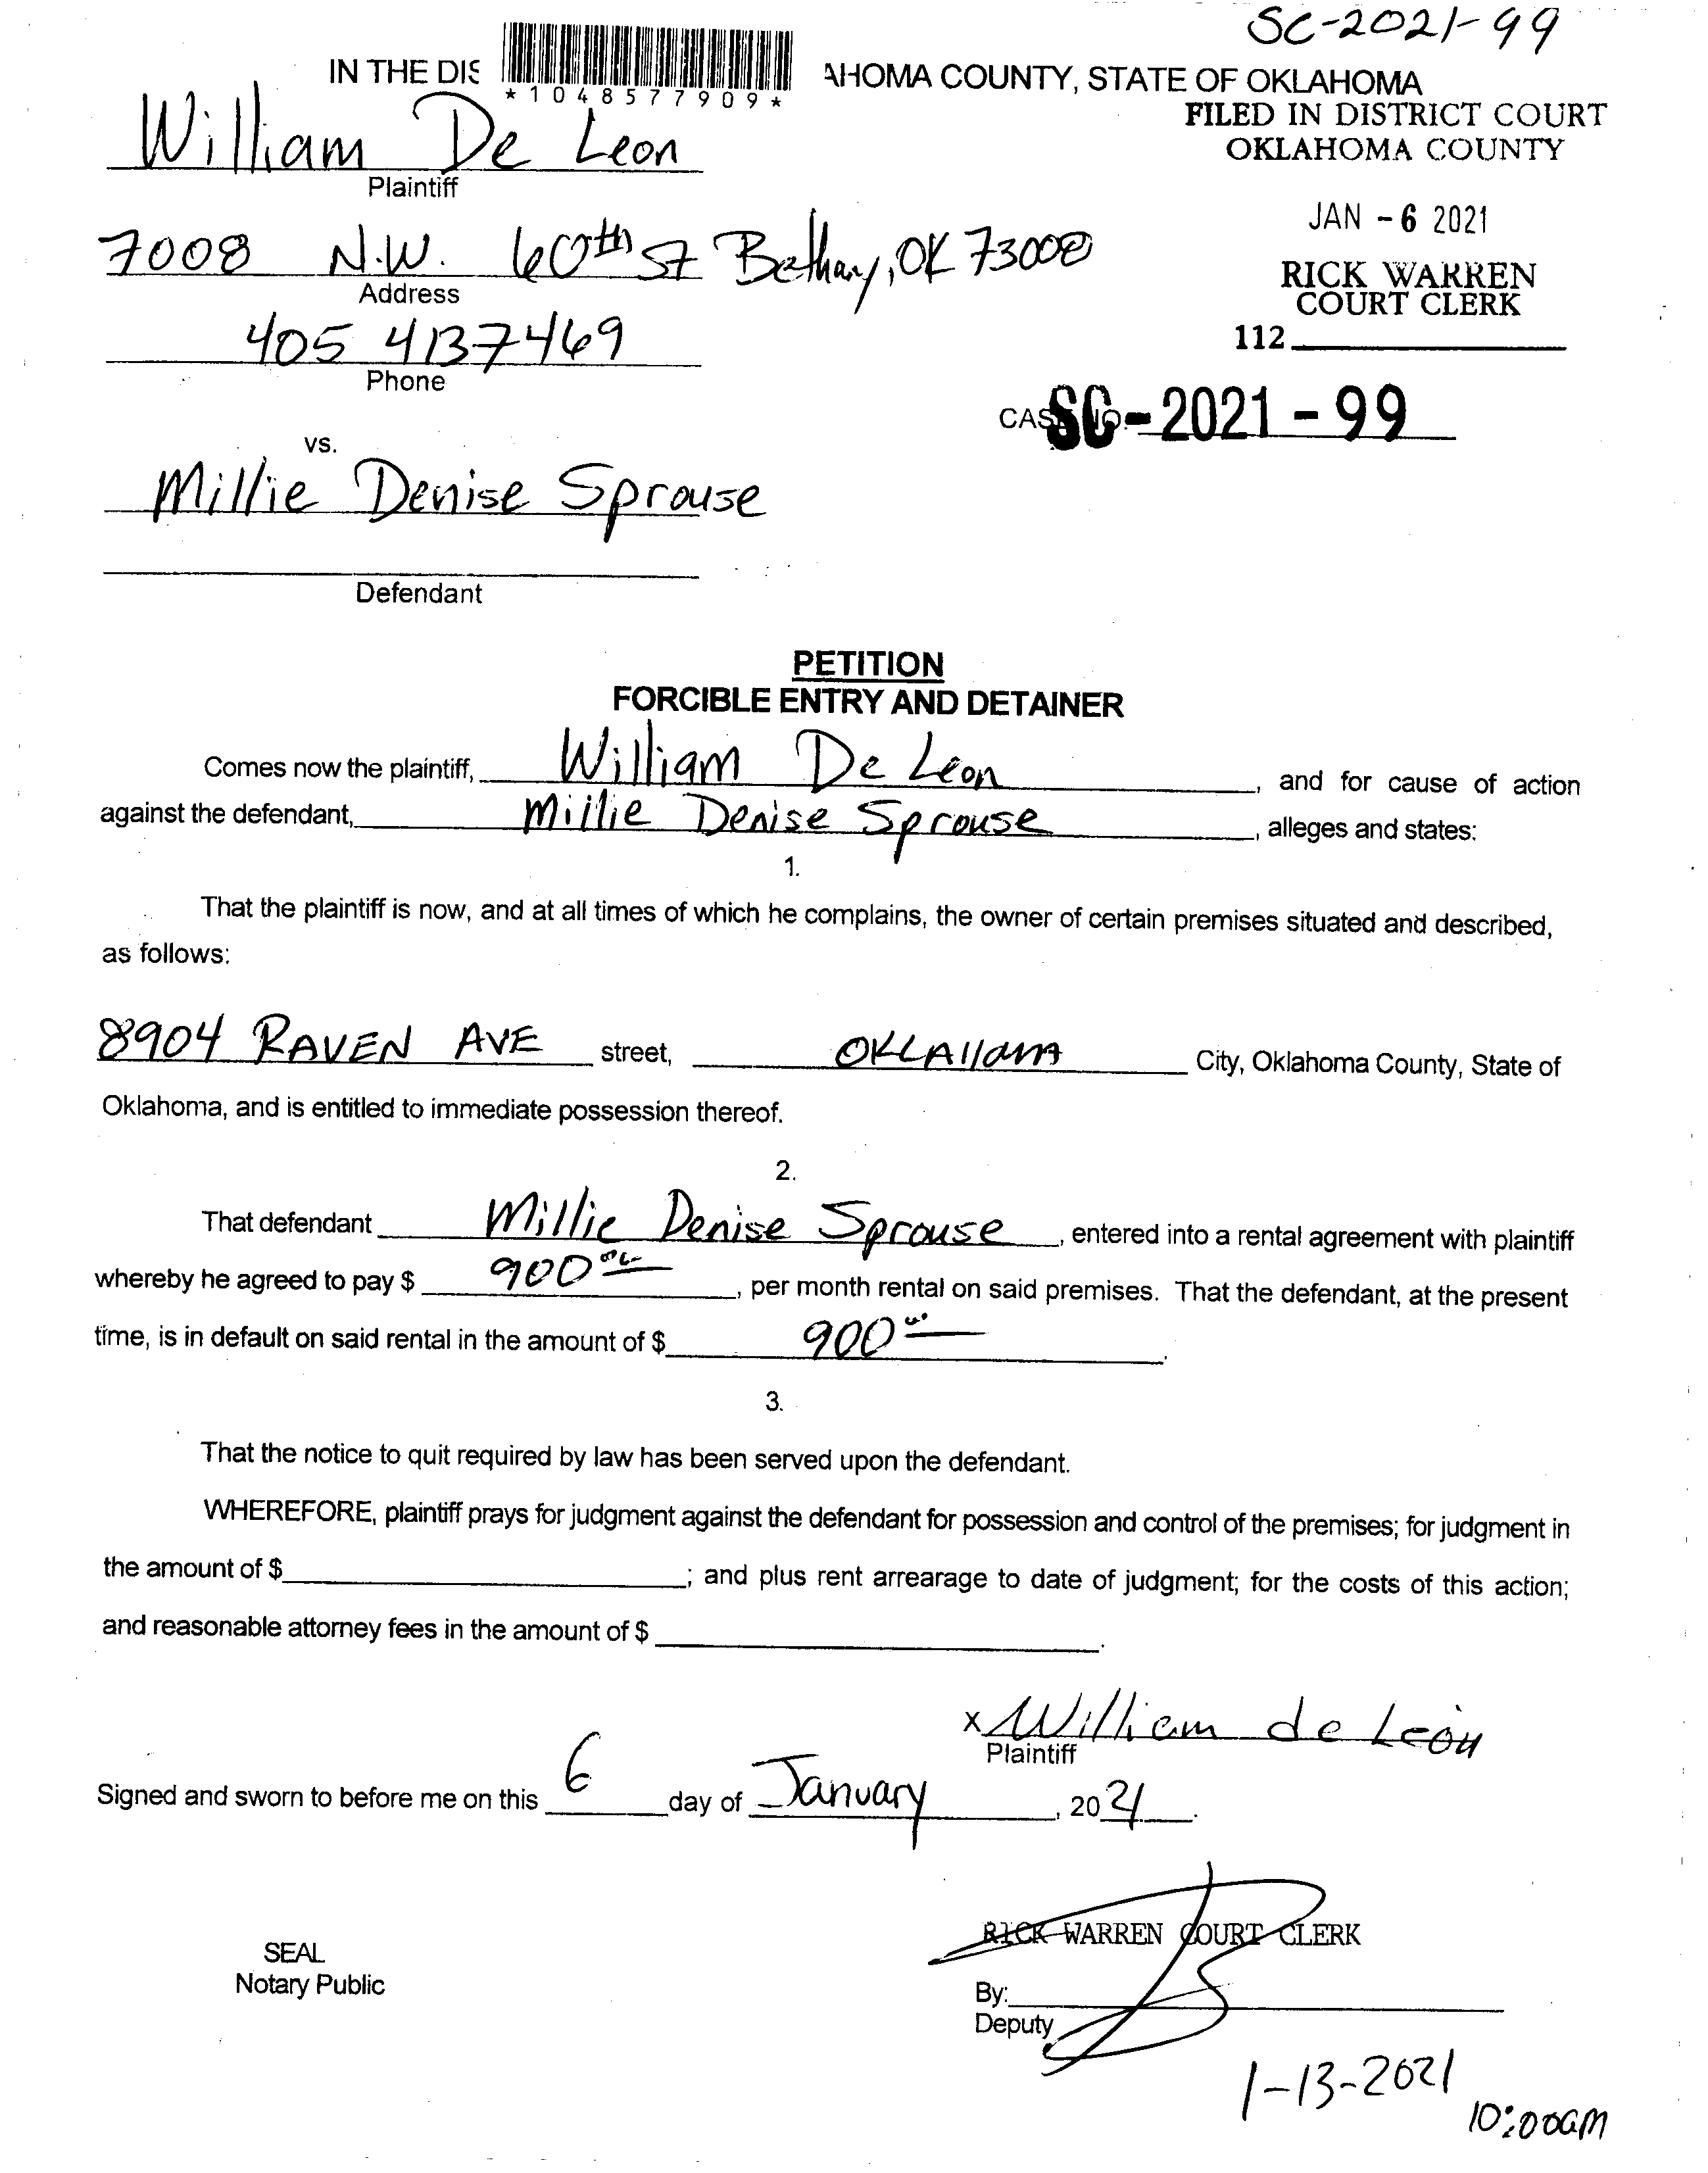 SC-2021-99
IN THE DIS
AHOMA COUNTY, STATE OF OKLAHOMA
*1048577909*
FILED IN DISTRICT COURT
OKLAHOMA COUNTY
William De Leon
Plaintiff
JAN -6 2021
7008 N.W. 60th St Bethany, OK 73008
Address
RICK WARREN
COURT CLERK
405 4137469
Phone
112
CASE NO. SC-2021-99
vs.
Millie Denise Sprouse
Defendant
PETITION
FORCIBLE ENTRY AND DETAINER
Comes now the plaintiff, William De Leon, and for cause of action
against the defendant, Millie Denise Sprouse, alleges and states:
1.
That the plaintiff is now, and at all times of which he complains, the owner of certain premises situated and described,
as follows:
8904 RAVEN AVE street, OKLAHOMA City, Oklahoma County, State of
Oklahoma, and is entitled to immediate possession thereof.
2.
That defendant Millie Denise Sprouse, entered into a rental agreement with plaintiff
whereby he agreed to pay $ 900 00, per month rental on said premises. That the defendant, at the present
time, is in default on said rental in the amount of $ 900 00.
3.
That the notice to quit required by law has been served upon the defendant.
WHEREFORE, plaintiff prays for judgment against the defendant for possession and control of the premises; for judgment in
the amount of $ ; and plus rent arrearage to date of judgment; for the costs of this action;
and reasonable attorney fees in the amount of $ .
x William de León
Plaintiff
Signed and sworn to before me on this 6 day of January, 2021.
RICK WARREN COURT CLERK
SEAL
Notary Public
By:
Deputy
1-13-2021
10:00am